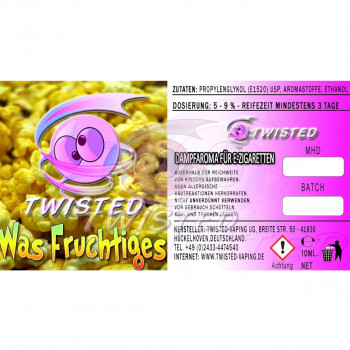 TWISTED
Was Fruchtiges
ZUTATEN: PROPYLENGLYKOL (E1520) USP, AROMASTOFFE, ETHANOL
DOSIERUNG: 5 - 9 % - REIFEZEIT MINDESTENS 3 TAGE
TWISTED
DAMPFAROMA FÜR E-ZIGARETTEN
AUSSERHALB DER REICHWEITE
VON KINDERN AUFBEWAHREN.
KANN ALLERGISCHE
HAUTREAKTIONEN HERVORRUFEN.
NICHT UNVERDÜNNT VERWENDEN.
VOR GEBRAUCH SCHÜTTELN.
KÜHL UND TROCKEN LAGERN.
MHD
BATCH
HERSTELLER: TWISTED-VAPING UG, BREITE STR. 50 - 41836
HÜCKELHOVEN,DEUTSCHLAND.
TEL. +49 (0)2433-4474540
INTERNET: WWW.TWISTED-VAPING.DE
Achtung
10ML.
NET